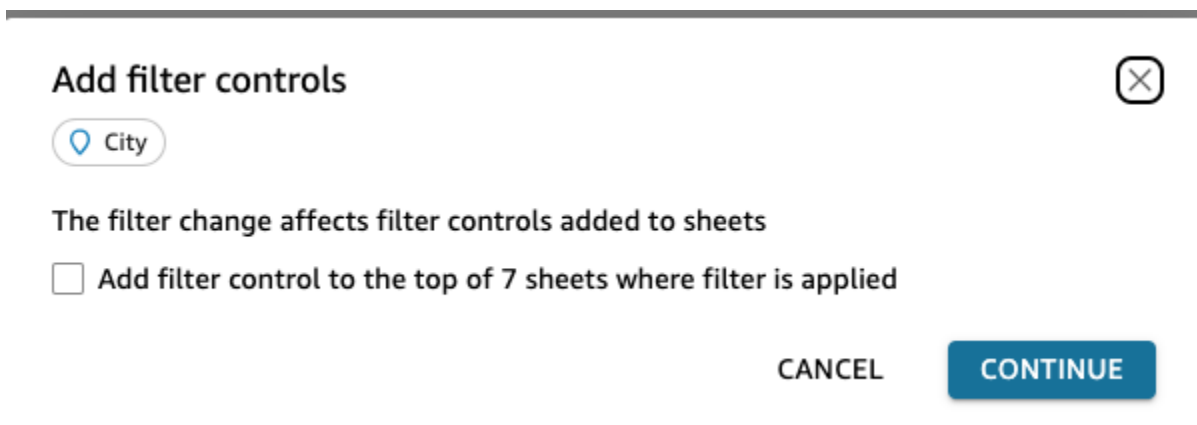 Add filter controls
City
The filter change affects filter controls added to sheets
Add filter control to the top of 7 sheets where filter is applied
CANCEL CONTINUE